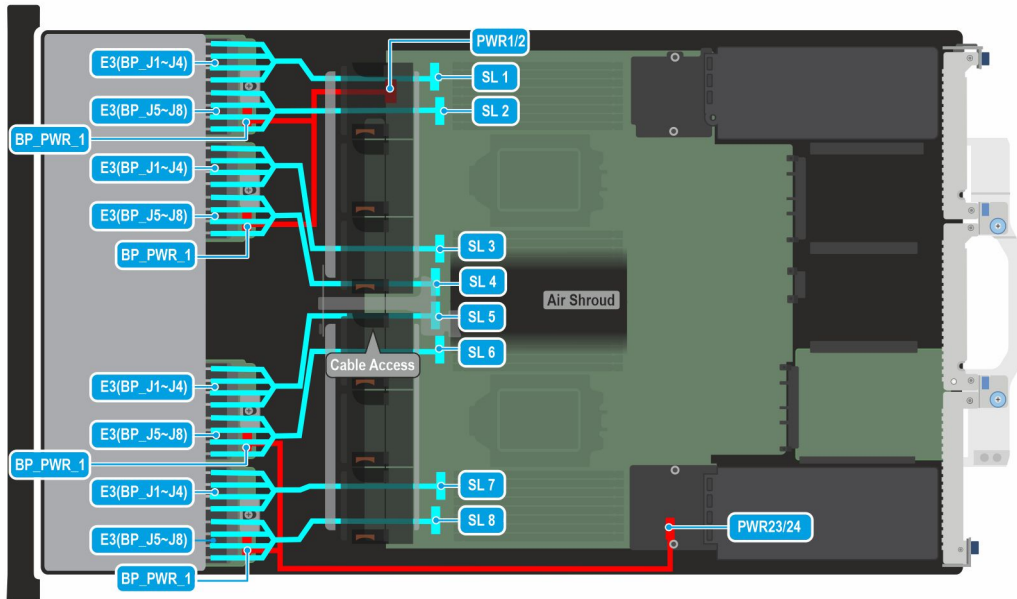 PWR1/2
E3(BP_J1~J4)
SL 1
E3(BP_J5~J8)
SL 2
BP_PWR_1
E3(BP_J1~J4)
E3(BP_J5~J8)
BP_PWR_1
SL 3
SL 4
Air Shroud
SL 5
SL 6
Cable Access
E3(BP_J1~J4)
E3(BP_J5~J8)
BP_PWR_1
E3(BP_J1~J4)
SL 7
SL 8
PWR23/24
E3(BP_J5~J8)
BP_PWR_1